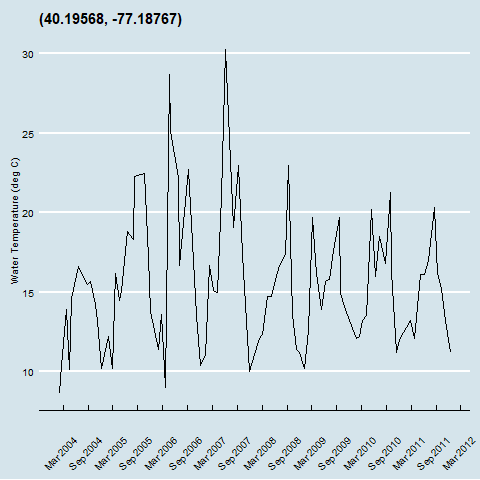 (40.19568, -77.18767)
Water Temperature (deg C)
30
25
20
15
10
Mar2004
Sep2004
Mar2005
Sep2005
Mar2006
Sep2006
Mar2007
Sep2007
Mar2008
Sep2008
Mar2009
Sep2009
Mar2010
Sep2010
Mar2011
Sep2011
Mar2012